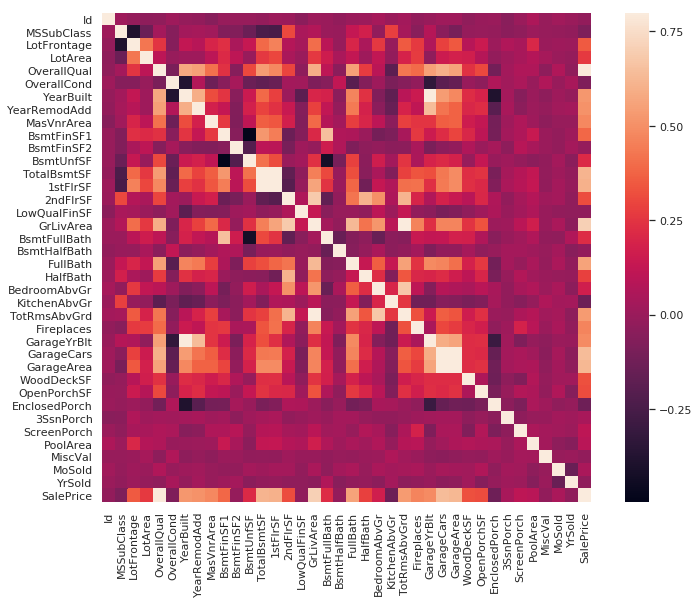 Id
MSSubClass
LotFrontage
LotArea
OverallQual
OverallCond
YearBuilt
YearRemodAdd
MasVnrArea
BsmtFinSF1
BsmtFinSF2
BsmtUnfSF
TotalBsmtSF
1stFlrSF
2ndFlrSF
LowQualFinSF
GrLivArea
BsmtFullBath
BsmtHalfBath
FullBath
HalfBath
BedroomAbvGr
KitchenAbvGr
TotRmsAbvGrd
Fireplaces
GarageYrBlt
GarageCars
GarageArea
WoodDeckSF
OpenPorchSF
EnclosedPorch
3SsnPorch
ScreenPorch
PoolArea
MiscVal
MoSold
YrSold
SalePrice
Id
MSSubClass
LotFrontage
LotArea
OverallQual
OverallCond
YearBuilt
YearRemodAdd
MasVnrArea
BsmtFinSF1
BsmtFinSF2
BsmtUnfSF
TotalBsmtSF
1stFlrSF
2ndFlrSF
LowQualFinSF
GrLivArea
BsmtFullBath
BsmtHalfBath
FullBath
HalfBath
BedroomAbvGr
KitchenAbvGr
TotRmsAbvGrd
Fireplaces
GarageYrBlt
GarageCars
GarageArea
WoodDeckSF
OpenPorchSF
EnclosedPorch
3SsnPorch
ScreenPorch
PoolArea
MiscVal
MoSold
YrSold
SalePrice
0.75
0.50
0.25
0.00
−0.25